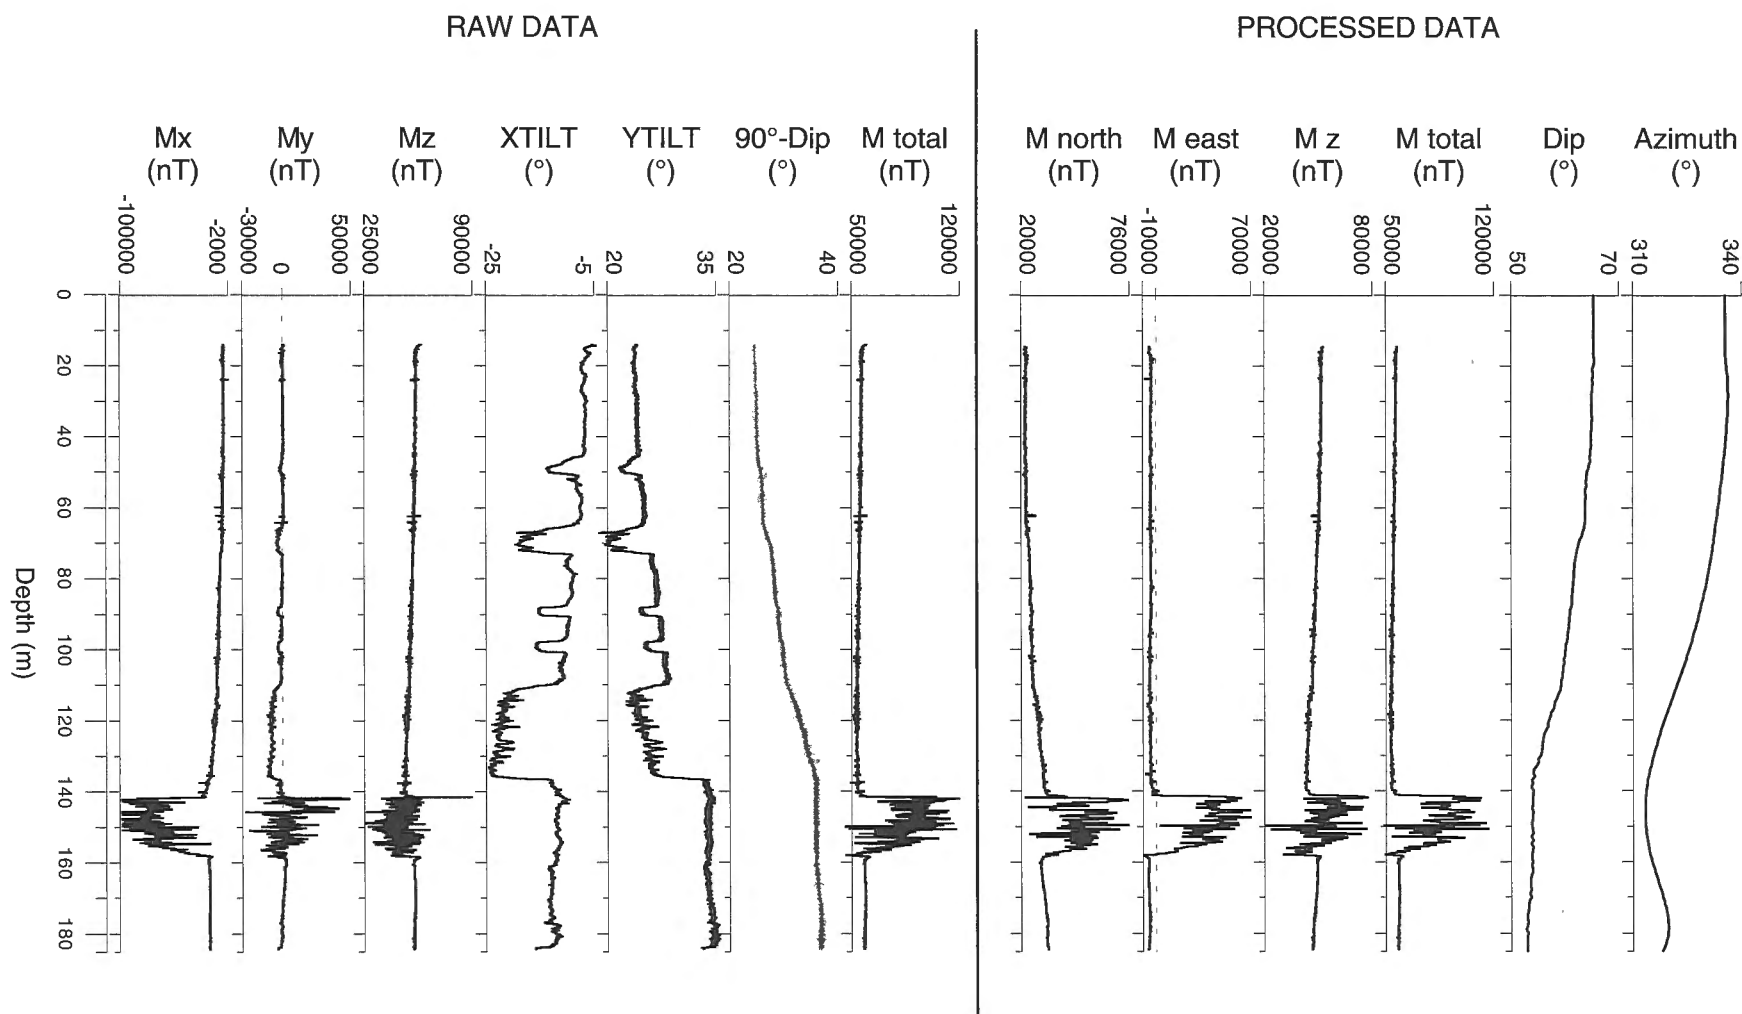 RAW DATA
PROCESSED DATA
Mx
(nT)
My
(nT)
Mz
(nT)
XTILT
(°)
YTILT
(°)
90°-Dip
(°)
M total
(nT)
M north
(nT)
M east
(nT)
M z
(nT)
M total
(nT)
Dip
(°)
Azimuth
(°)
-100000
-20000
-30000
0
50000
25000
90000
-25
-5
20
35
20
40
50000
120000
20000
76000
-10000
70000
20000
80000
50000
120000
50
70
310
340
0
20
40
60
80
100
120
140
160
180
Depth (m)